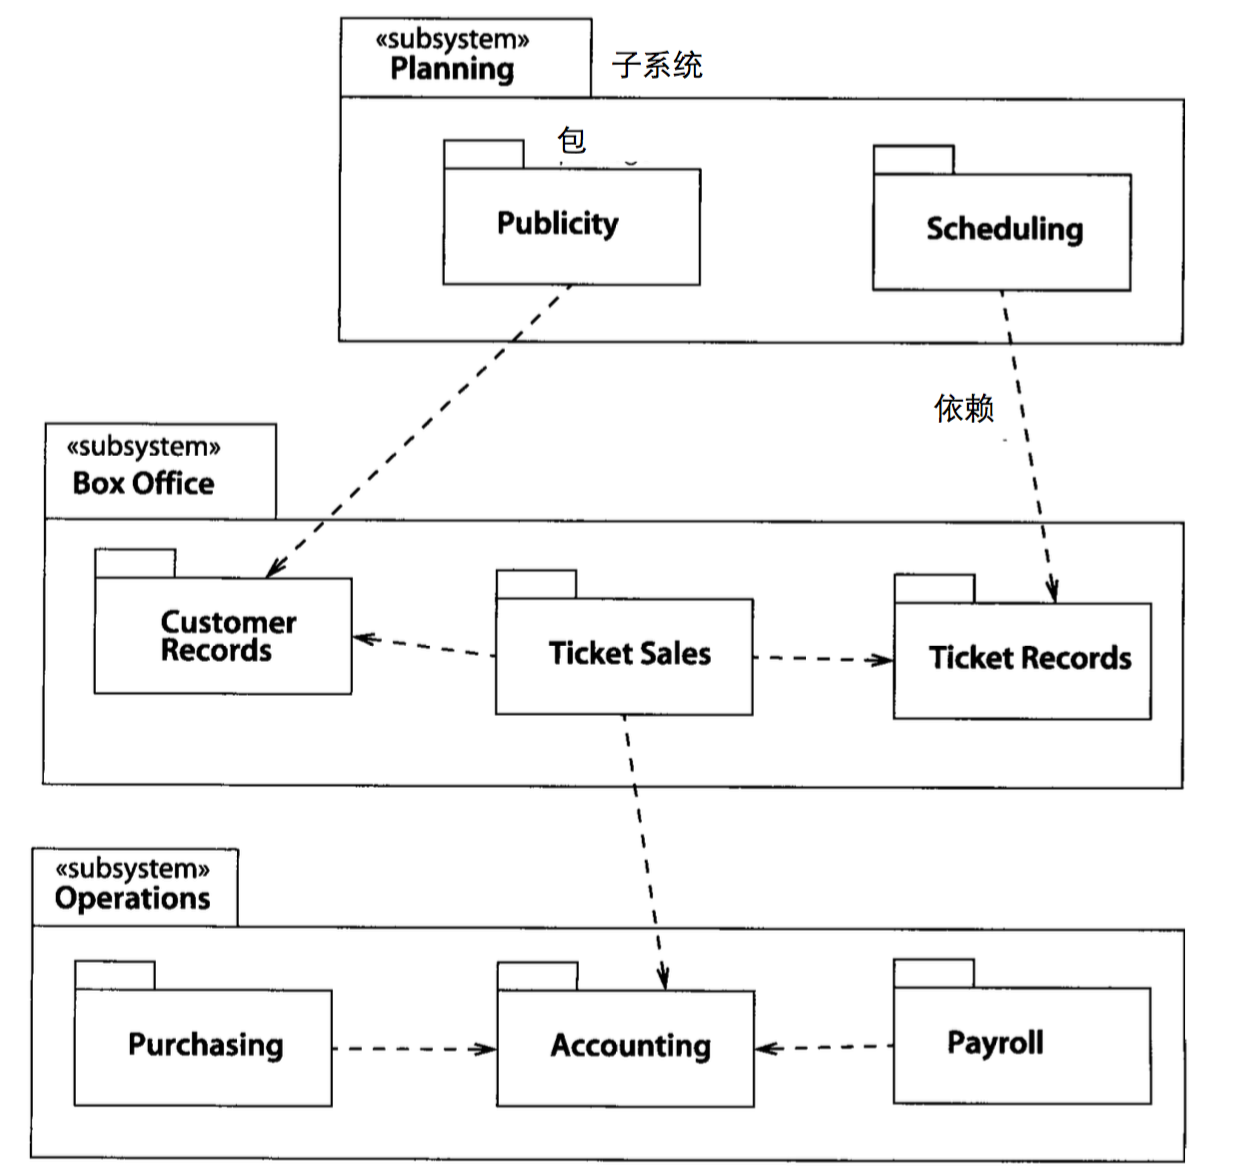 «subsystem»
Planning
子系统
包
Publicity
Scheduling
依赖
«subsystem»
Box Office
Customer
Records
Ticket Sales
Ticket Records
«subsystem»
Operations
Purchasing
Accounting
Payroll